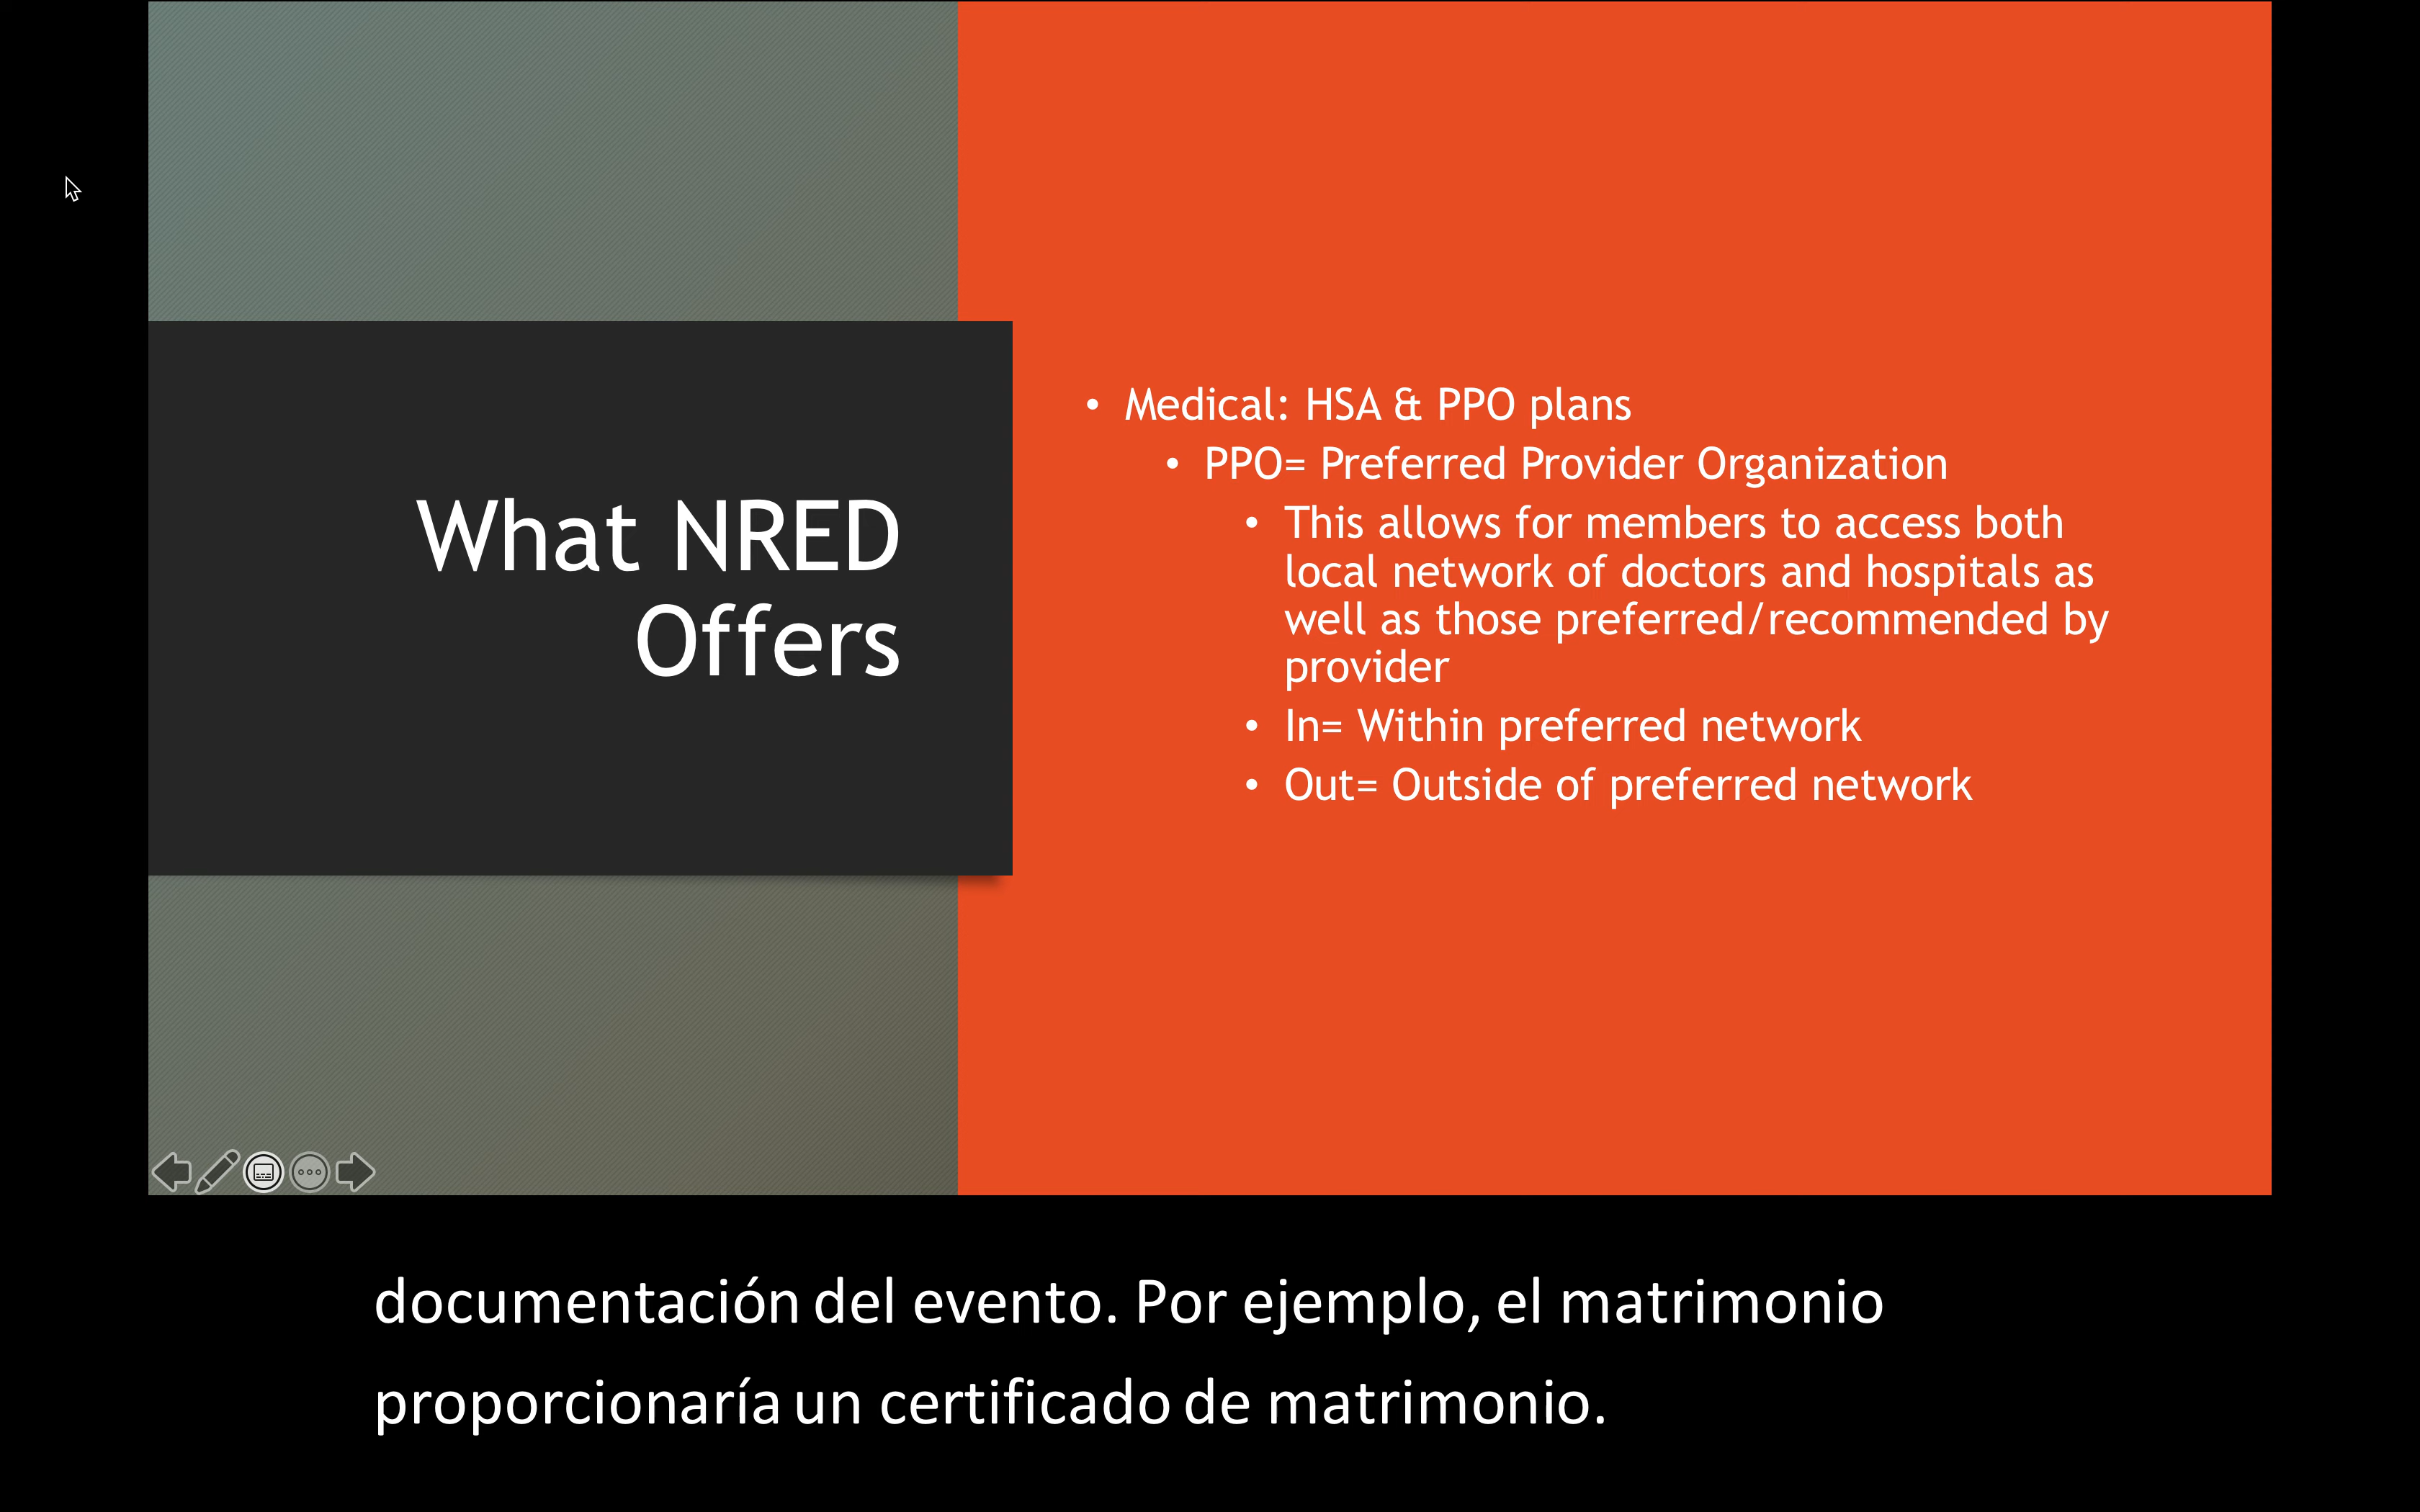 What NRED
Offers
• Medical: HSA & PPO plans
• PPO= Preferred Provider Organization
• This allows for members to access both
local network of doctors and hospitals as
well as those preferred/recommended by
provider
• In= Within preferred network
• Out= Outside of preferred network
documentación del evento. Por ejemplo, el matrimonio
proporcionaría un certificado de matrimonio.